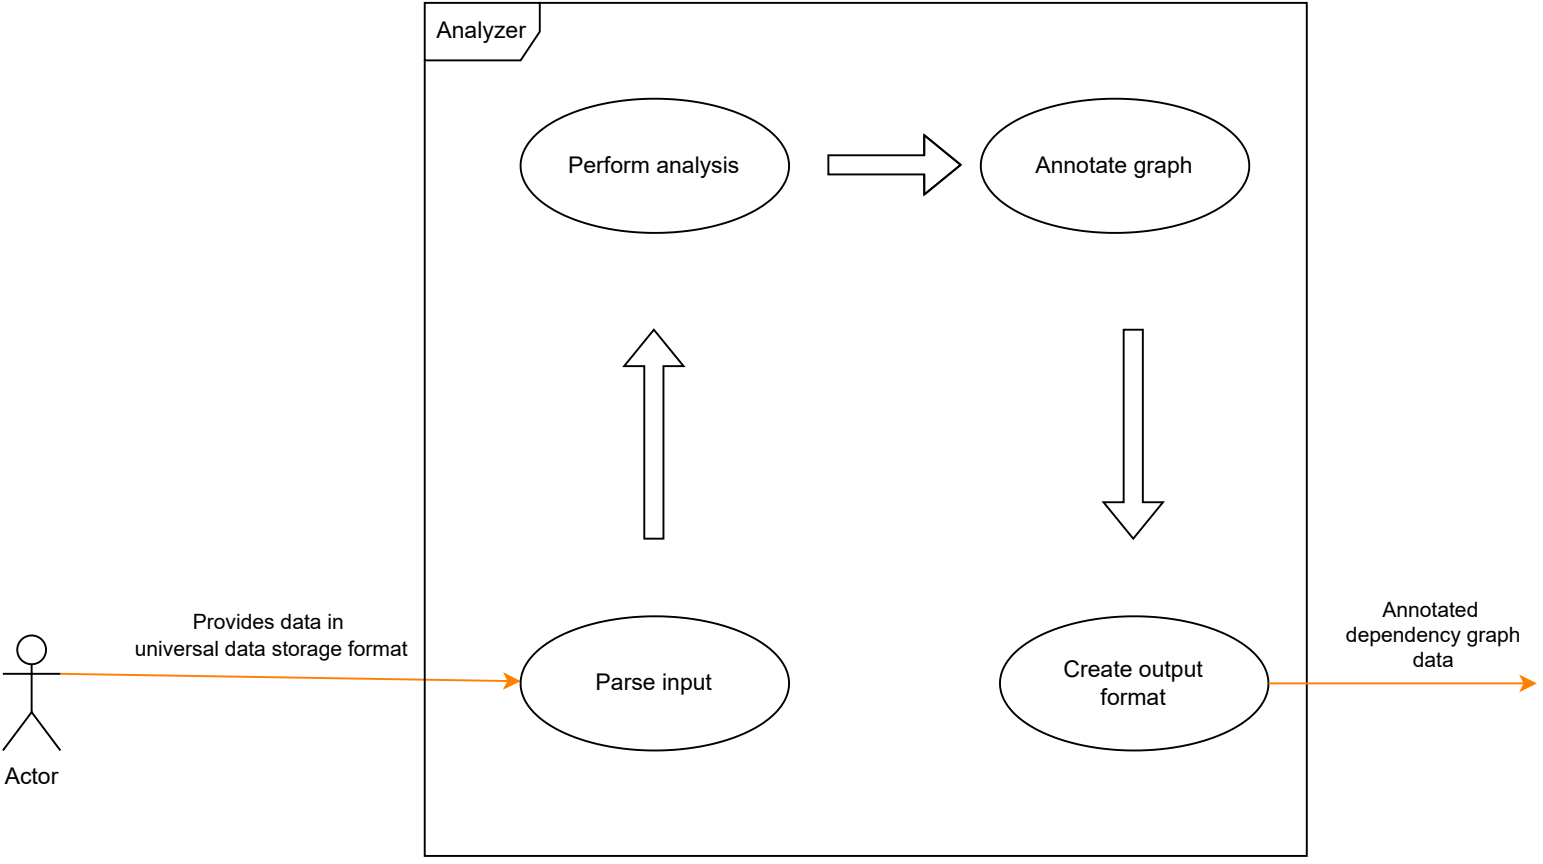 Analyzer
Perform analysis
Annotate graph
Provides data in
universal data storage format
Parse input
Create output
format
Annotated
dependency graph
data
Actor